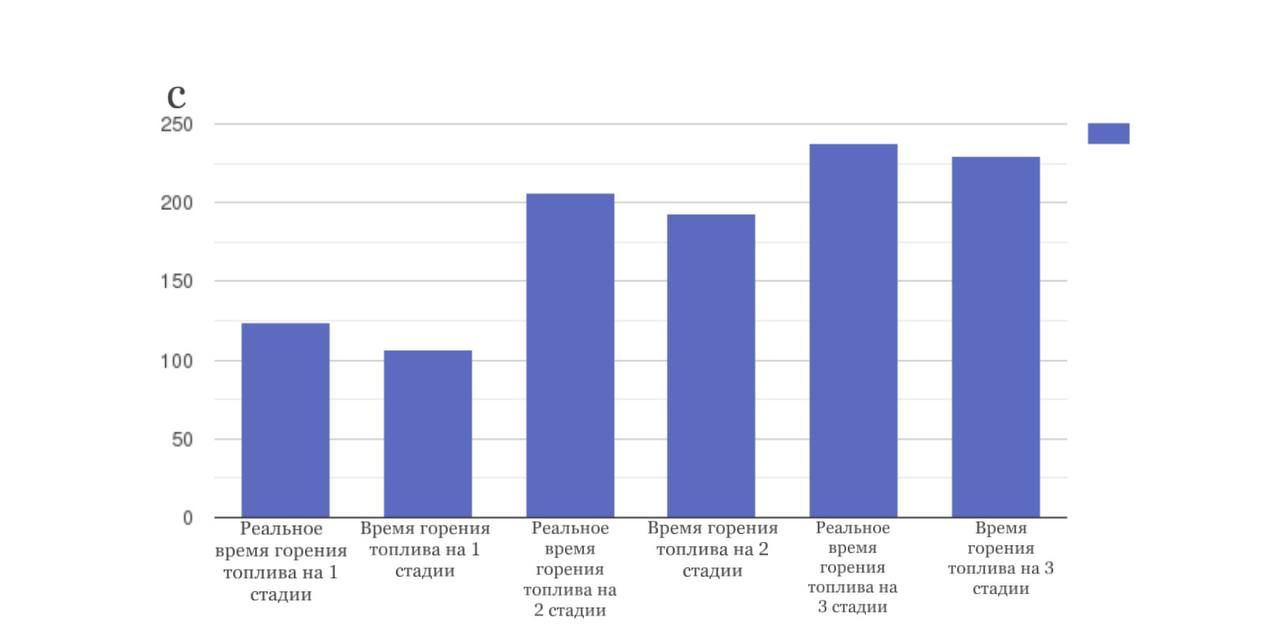 с
250
200
150
100
50
0
Реальное
время горения
топлива на 1
стадии
Время горения
топлива на 1
стадии
Реальное
время
горения
топлива на
2 стадии
Время горения
топлива на 2
стадии
Реальное
время
горения
топлива на
3 стадии
Время
горения
топлива на 3
стадии